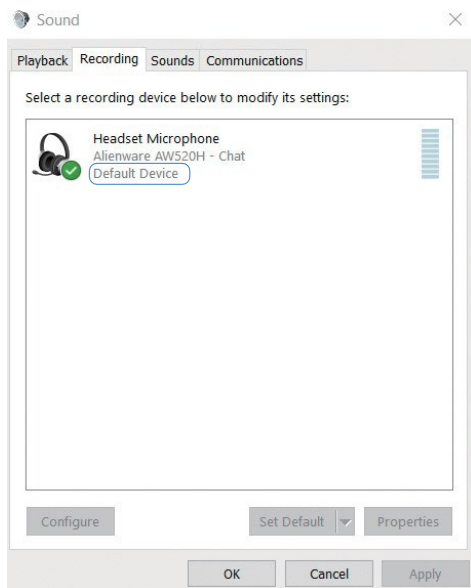 Sound
Playback Recording Sounds Communications
Select a recording device below to modify its settings:
Headset Microphone
Alienware AW520H - Chat
Default Device
Configure Set Default Properties
OK Cancel Apply